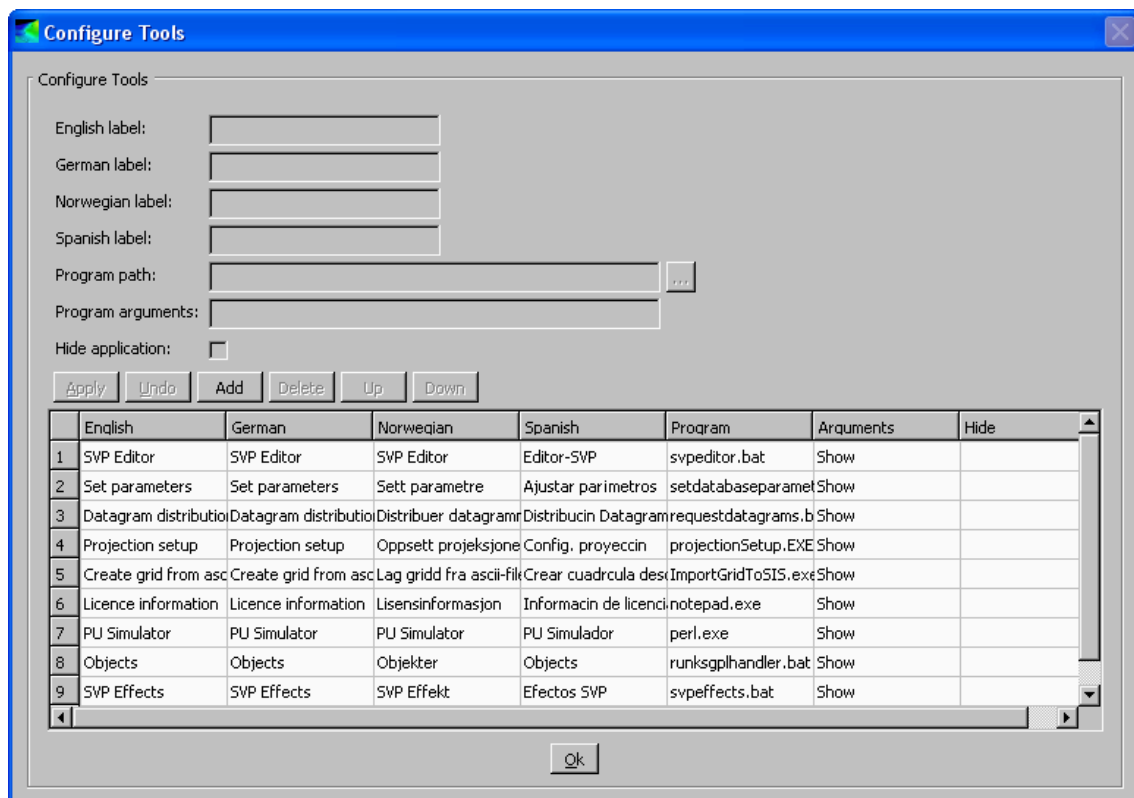 Configure Tools
Configure Tools
English label:
German label:
Norwegian label:
Spanish label:
Program path:
...
Program arguments:
Hide application:
Apply Undo Add Delete Up Down
English German Norwegian Spanish Program Arguments Hide
1 SVP Editor SVP Editor SVP Editor Editor-SVP svpeditor.bat Show
2 Set parameters Set parameters Sett parametre Ajustar parimetros setdatabaseparamet Show
3 Datagram distributio Datagram distributio Distribuer datagramr Distribucin Datagram requestdatagrams.b Show
4 Projection setup Projection setup Oppsett projeksjone Config. proyeccin projectionSetup.EXE Show
5 Create grid from asc Create grid from asc Lag gridd fra ascii-file Crear cuadrcula desc ImportGridToSIS.exe Show
6 Licence information Licence information Lisensinformasjon Informacin de licenci notepad.exe Show
7 PU Simulator PU Simulator PU Simulator PU Simulador perl.exe Show
8 Objects Objects Objekter Objects runksgplhandler.bat Show
9 SVP Effects SVP Effects SVP Effekt Efectos SVP svpeffects.bat Show
Ok